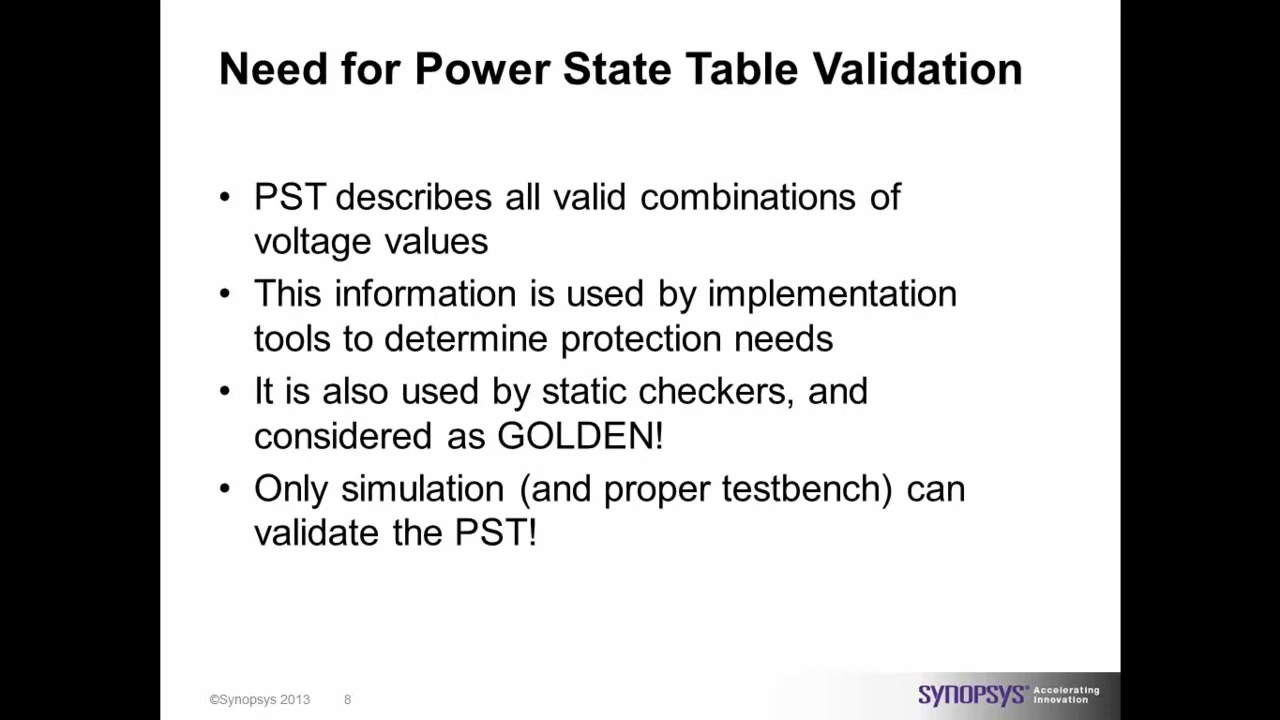 Need for Power State Table Validation
• PST describes all valid combinations of
voltage values
• This information is used by implementation
tools to determine protection needs
• It is also used by static checkers, and
considered as GOLDEN!
• Only simulation (and proper testbench) can
validate the PST!
©Synopsys 2013 8
SYNOPSYS® Accelerating
Innovation